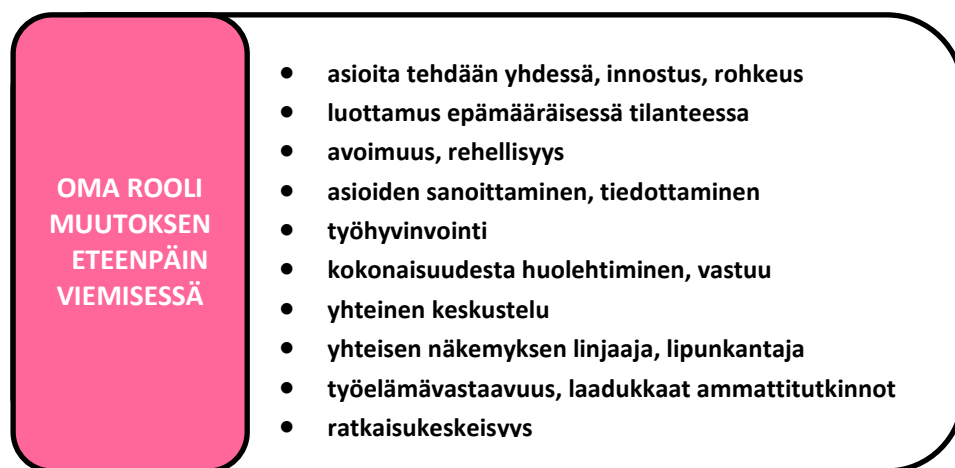 OMA ROOLI
MUUTOKSEN
ETEENPÄIN
VIEMISESSÄ
• asioita tehdään yhdessä, innostus, rohkeus
• luottamus epämääräisessä tilanteessa
• avoimuus, rehellisyys
• asioiden sanoittaminen, tiedottaminen
• työhyvinvointi
• kokonaisuudesta huolehtiminen, vastuu
• yhteinen keskustelu
• yhteisen näkemyksen linjaaja, lipunkantaja
• työelämävastaavuus, laadukkaat ammattitutkinnot
• ratkaisukeskeisyys